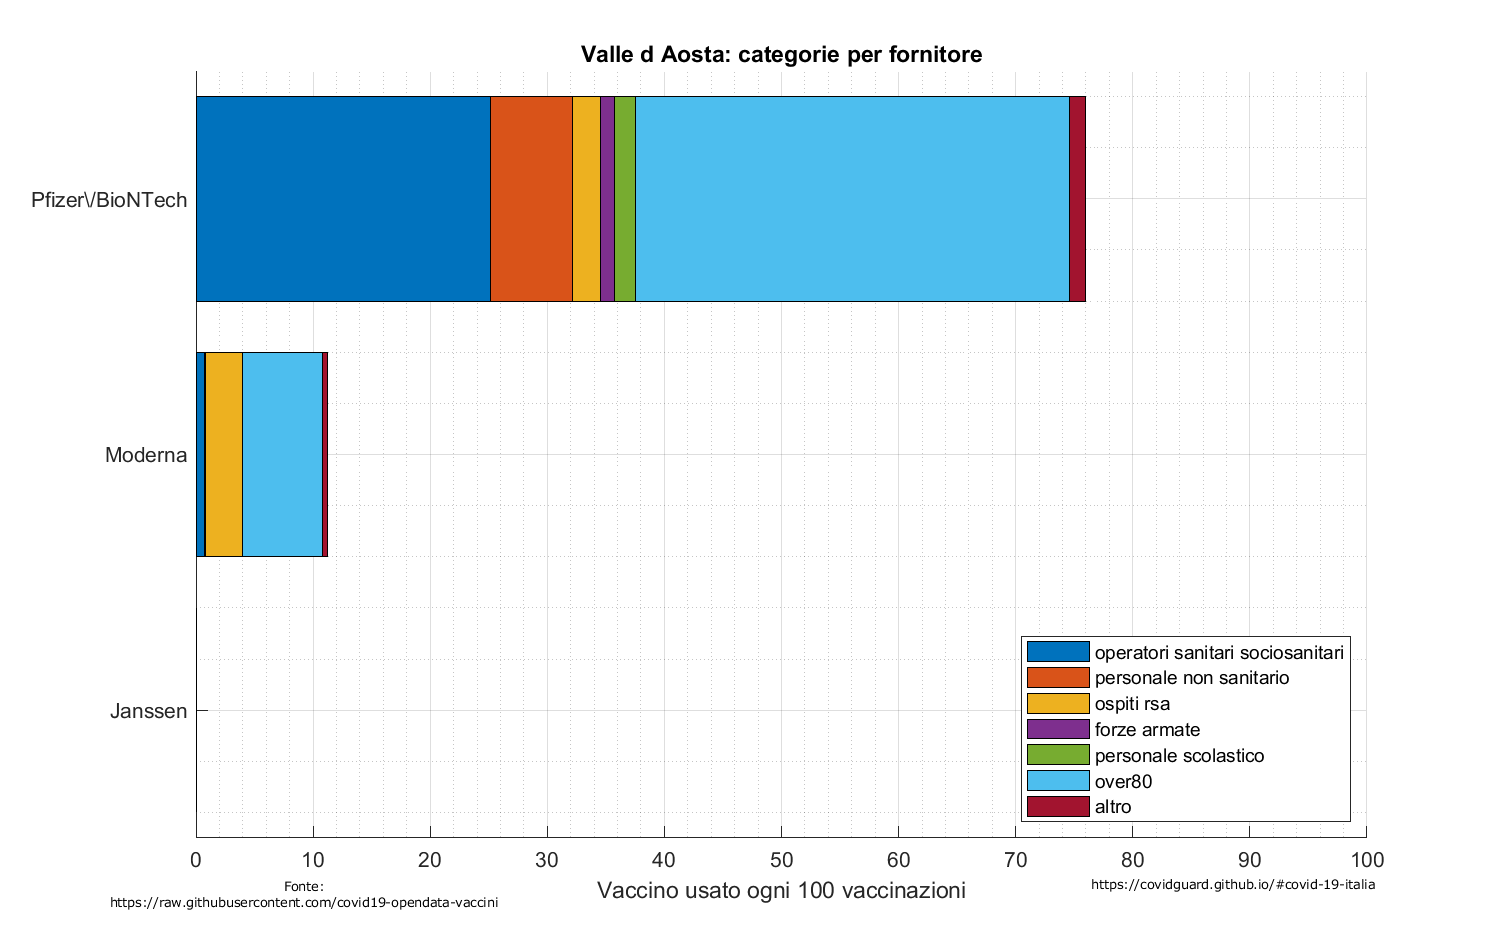 Valle d Aosta: categorie per fornitore
Pfizer\/BioNTech
Moderna
Janssen
operatori sanitari sociosanitari
personale non sanitario
ospiti rsa
forze armate
personale scolastico
over80
altro
0 10 20 30 40 50 60 70 80 90 100
Vaccino usato ogni 100 vaccinazioni
Fonte:
https://raw.githubusercontent.com/covid19-opendata-vaccini
https://covidguard.github.io/#covid-19-italia